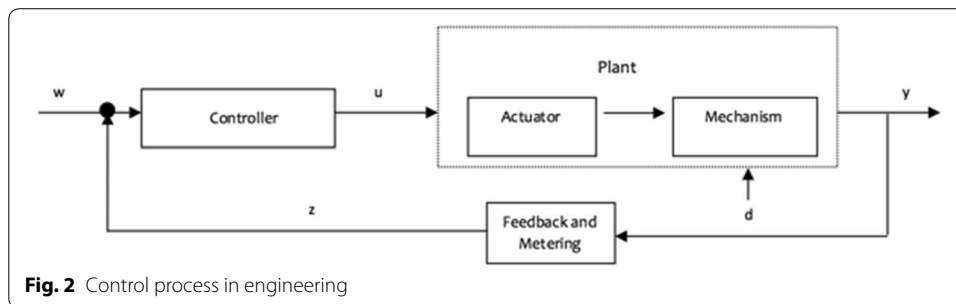 Plant
w
u
y
Controller
Actuator
Mechanism
z
d
Feedback and
Metering
Fig. 2 Control process in engineering